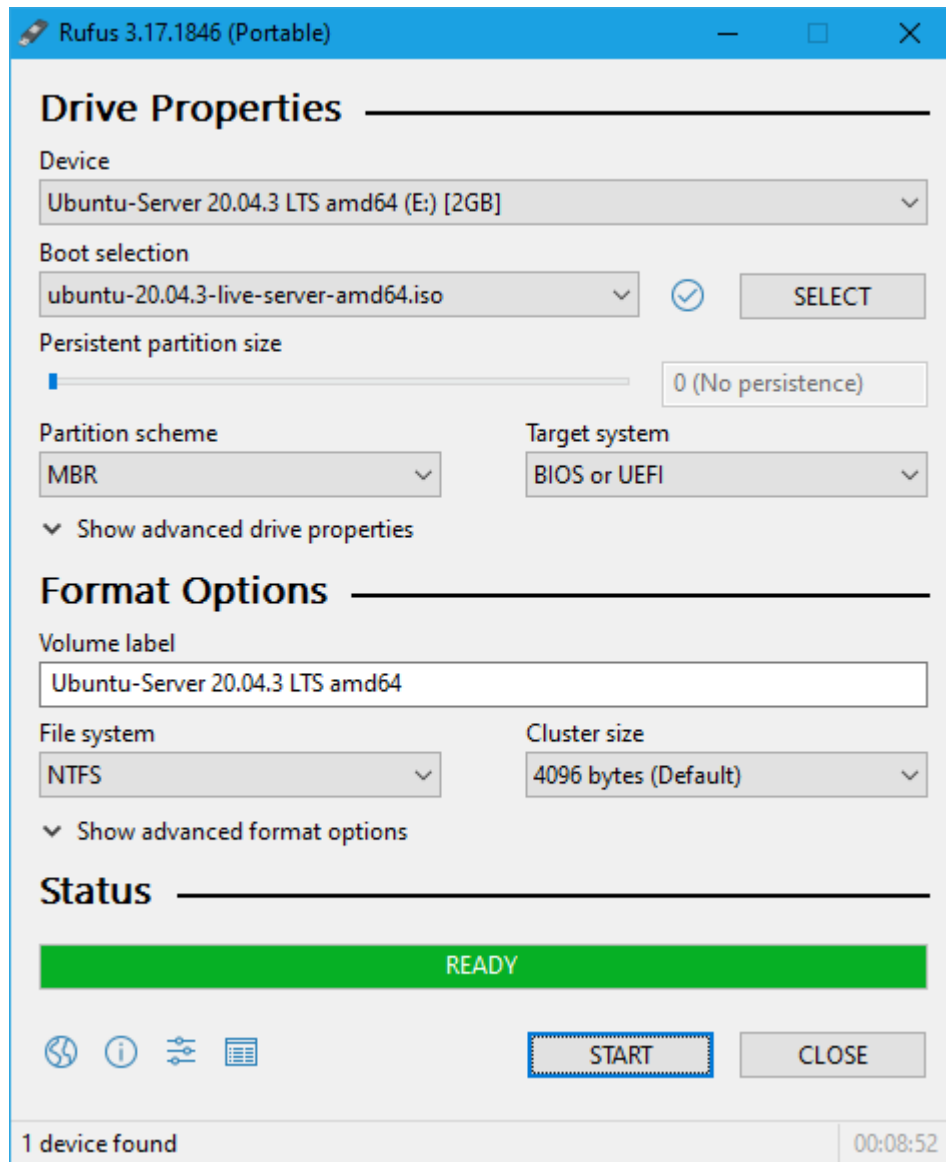 Rufus 3.17.1846 (Portable)
Drive Properties
Device
Ubuntu-Server 20.04.3 LTS amd64 (E:) [2GB]
Boot selection
ubuntu-20.04.3-live-server-amd64.iso
SELECT
Persistent partition size
0 (No persistence)
Partition scheme
Target system
MBR
BIOS or UEFI
Show advanced drive properties
Format Options
Volume label
Ubuntu-Server 20.04.3 LTS amd64
File system
Cluster size
NTFS
4096 bytes (Default)
Show advanced format options
Status
READY
START
CLOSE
1 device found
00:08:52